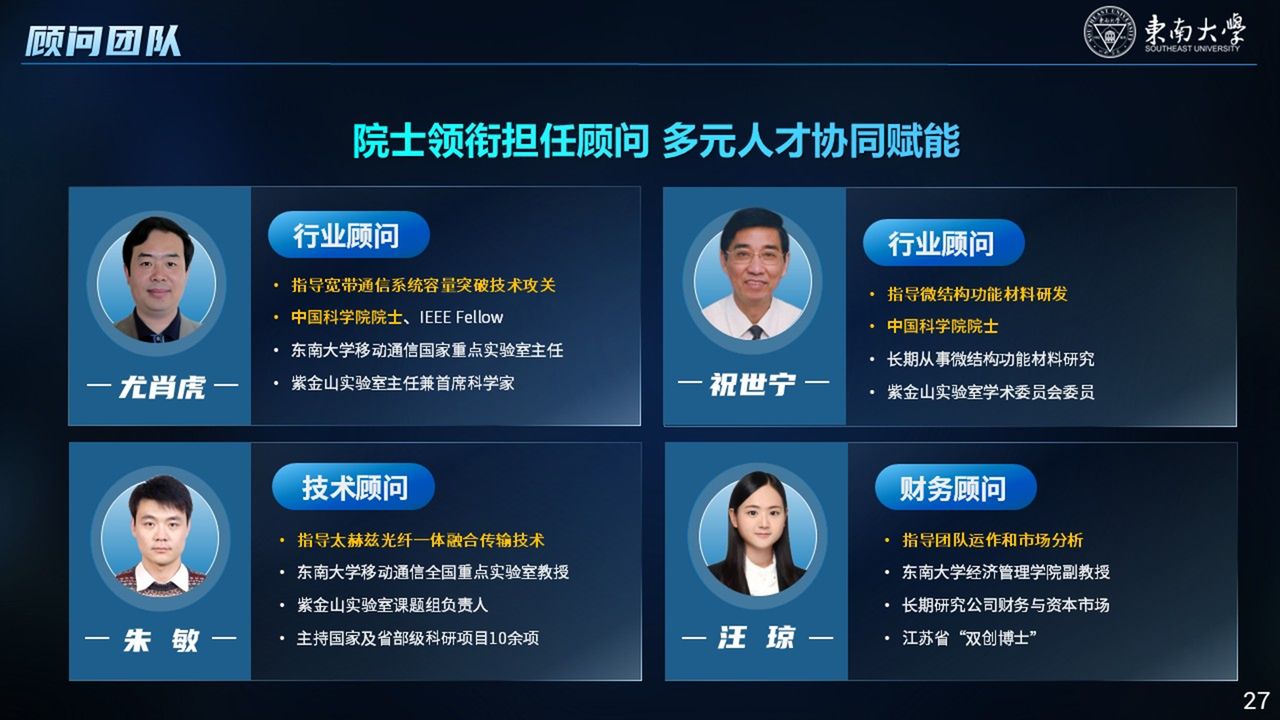 顾问团队
東南大學
SOUTHEAST UNIVERSITY
院士领衔担任顾问 多元人才协同赋能
行业顾问
• 指导宽带通信系统容量突破技术攻关
• 中国科学院院士、IEEE Fellow
• 东南大学移动通信国家重点实验室主任
• 紫金山实验室主任兼首席科学家
尤肖虎
行业顾问
• 指导微结构功能材料研发
• 中国科学院院士
• 长期从事微结构功能材料研究
• 紫金山实验室学术委员会委员
祝世宁
技术顾问
• 指导太赫兹光纤一体融合传输技术
• 东南大学移动通信全国重点实验室教授
• 紫金山实验室课题组负责人
• 主持国家及省部级科研项目10余项
朱 敏
财务顾问
• 指导团队运作和市场分析
• 东南大学经济管理学院副教授
• 长期研究公司财务与资本市场
• 江苏省“双创博士”
汪 琼
27